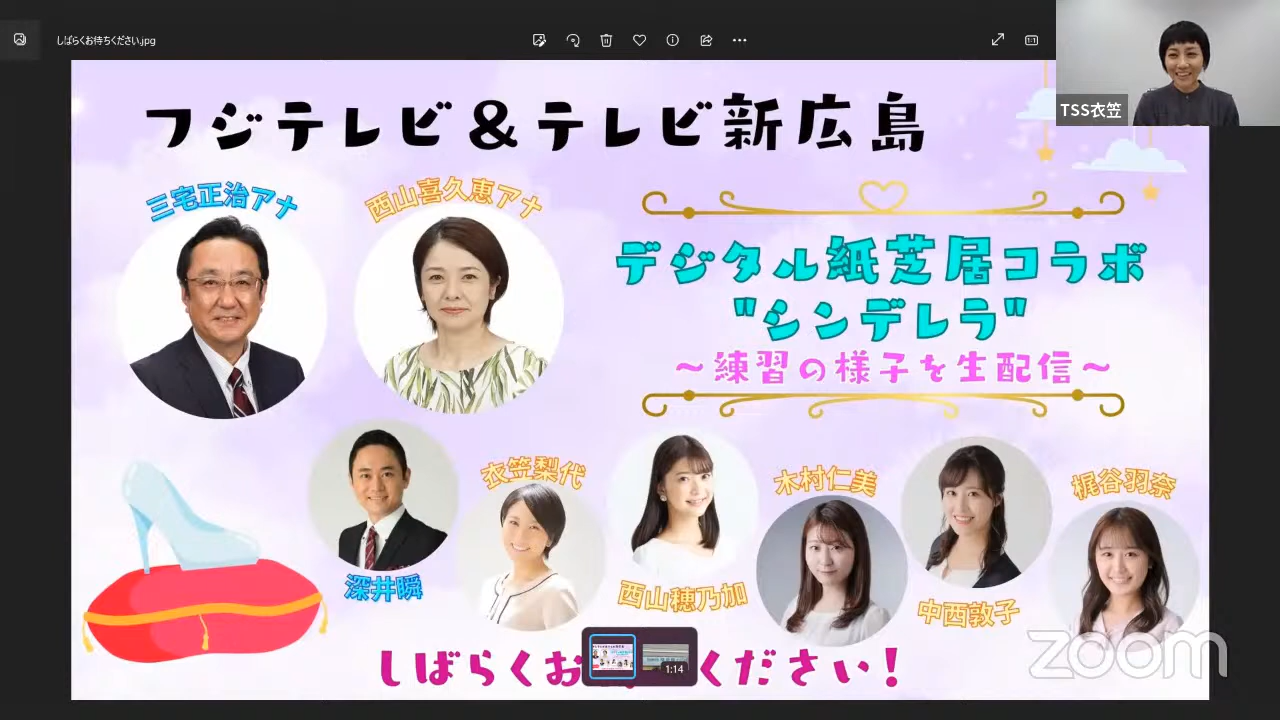 しばらくお待ちください.jpg
TSS衣笠
フジテレビ＆テレビ新広島
三宅正治アナ
西山喜久恵アナ
デジタル紙芝居コラボ
"シンデレラ"
～練習の様子を生配信～
深井瞬
衣笠梨代
西山穂乃加
木村仁美
中西敦子
梶谷羽奈
しばらくお
ください!
1:14
zoom